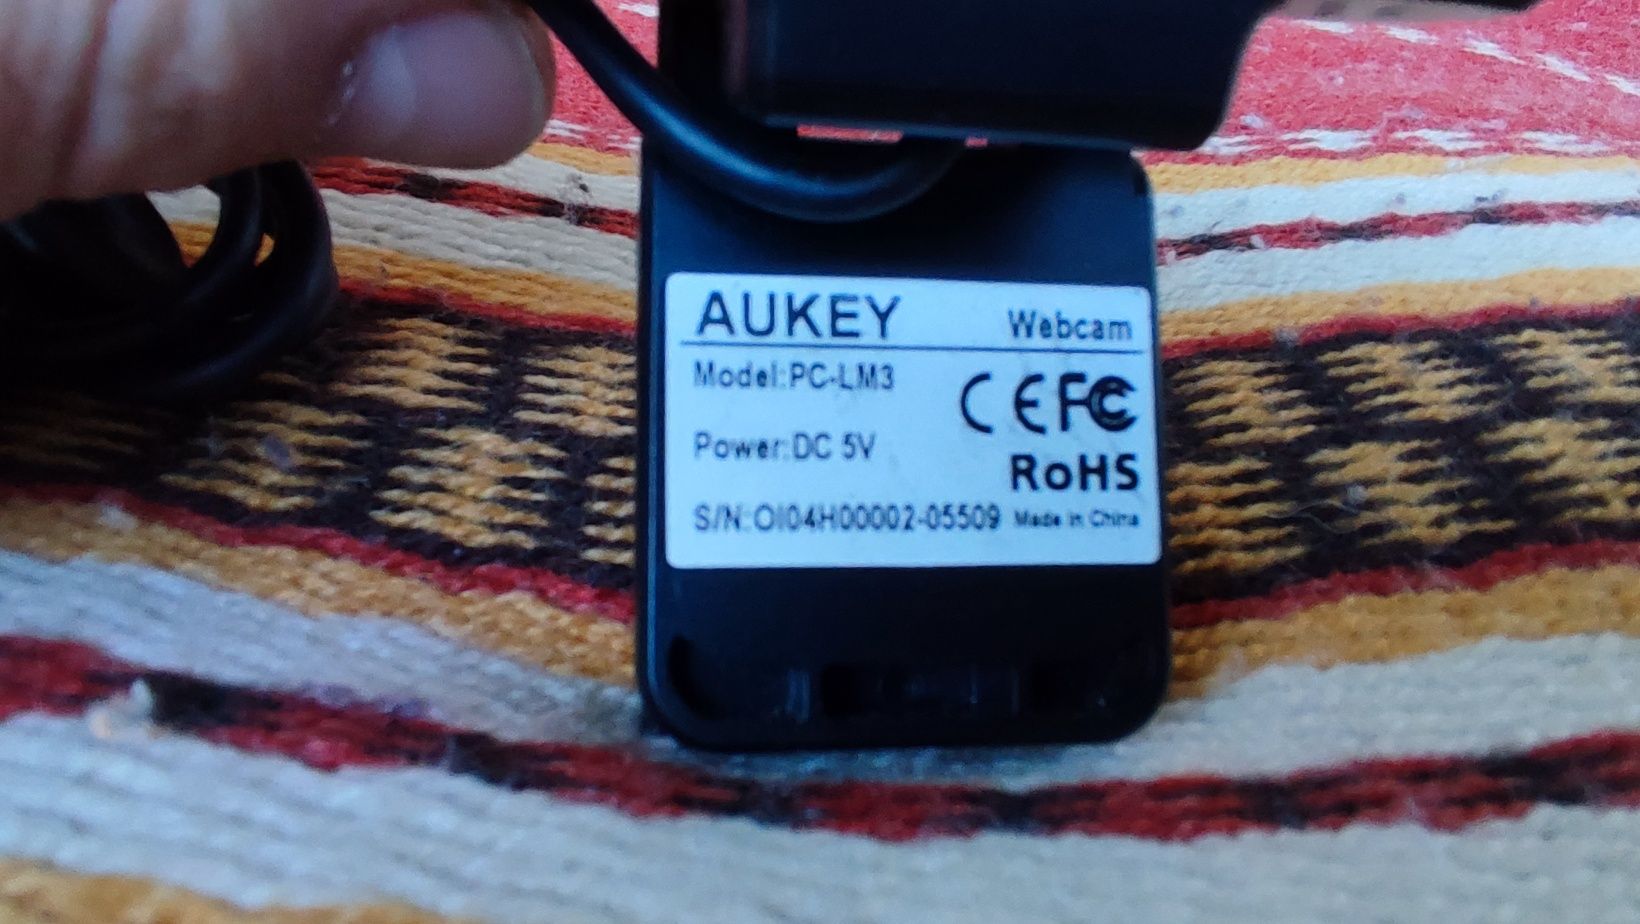 AUKEY Webcam
Model:PC-LM3
CE FC
Power:DC 5V
RoHS
S/N:OI04H00002-05509 Made in China